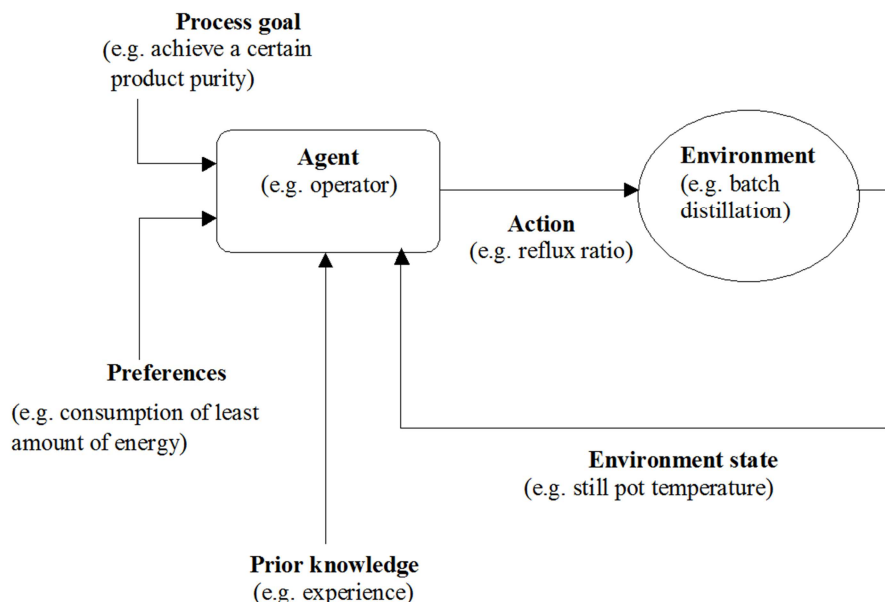 Process goal
(e.g. achieve a certain
product purity)
Agent
(e.g. operator)
Environment
(e.g. batch
distillation)
Action
(e.g. reflux ratio)
Preferences
(e.g. consumption of least
amount of energy)
Environment state
(e.g. still pot temperature)
Prior knowledge
(e.g. experience)